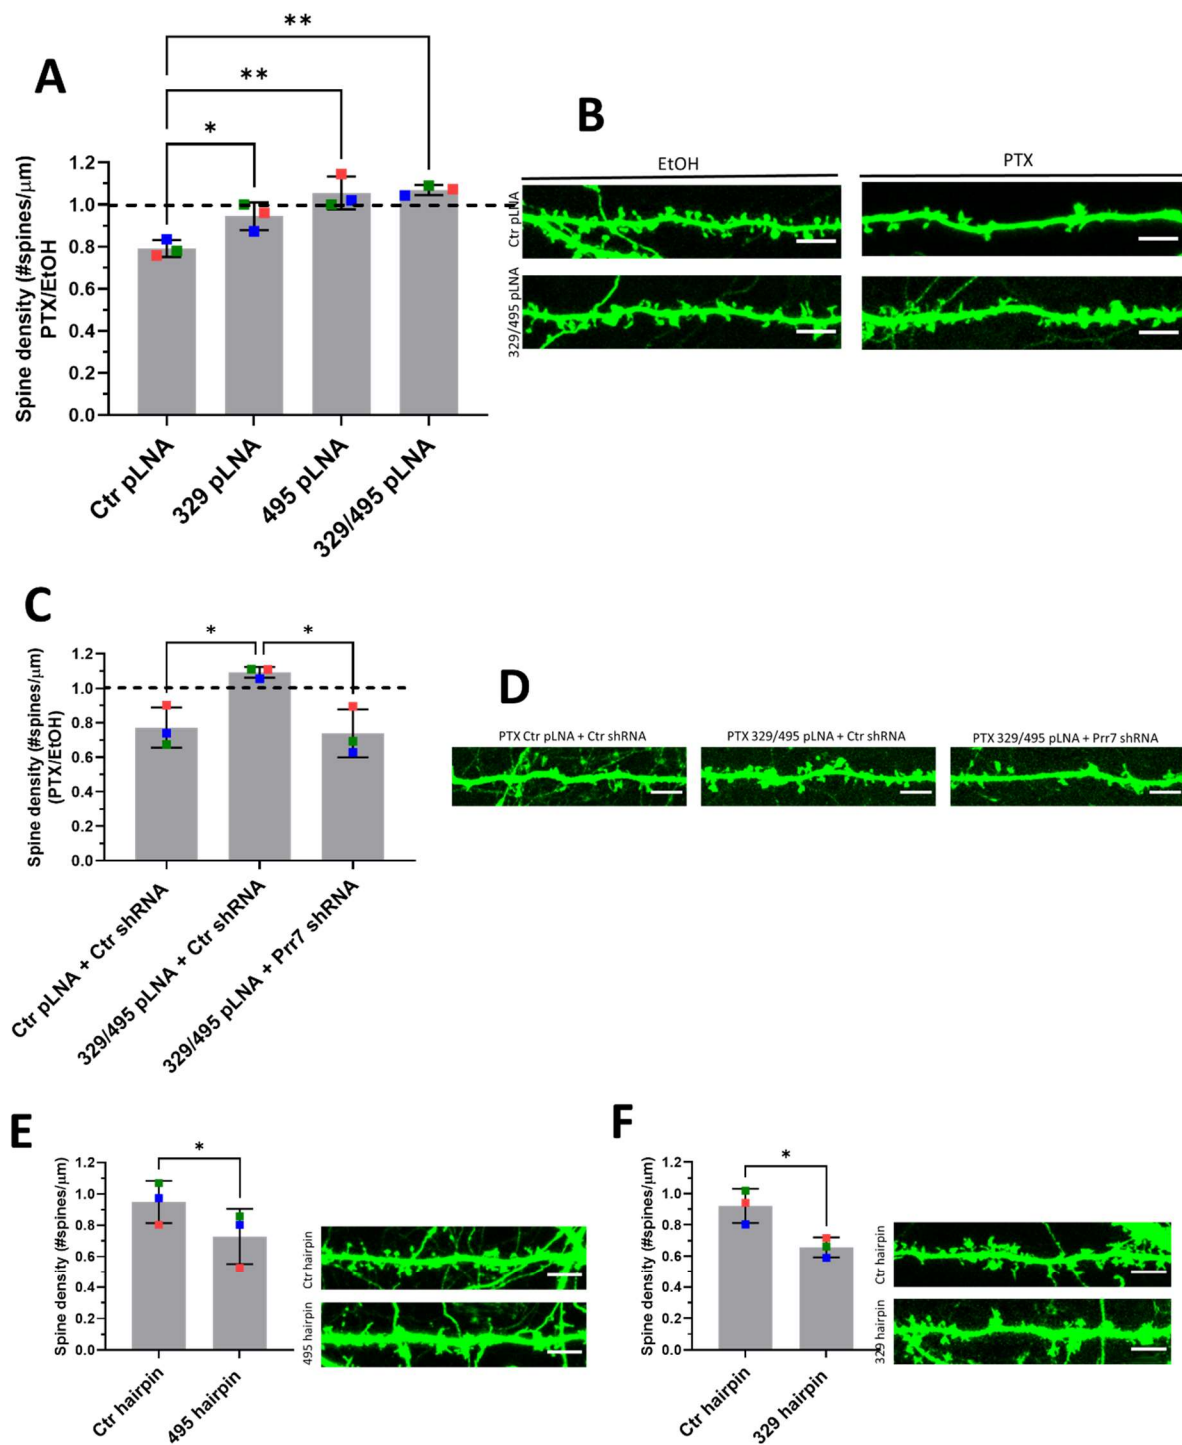 A
**
**
*
Spine density (#spines/μm)
PTX/EtOH
1.2
1.0
0.8
0.6
0.4
0.2
0.0
Ctr pLNA
329 pLNA
495 pLNA
329/495 pLNA
B
EtOH
PTX
Ctr pLNA
329/495 pLNA
C
*
*
Spine density (#spines/μm)
(PTX/EtOH)
1.2
1.0
0.8
0.6
0.4
0.2
0.0
Ctr pLNA + Ctr shRNA
329/495 pLNA + Ctr shRNA
329/495 pLNA + Prr7 shRNA
D
PTX Ctr pLNA + Ctr shRNA
PTX 329/495 pLNA + Ctr shRNA
PTX 329/495 pLNA + Prr7 shRNA
E
*
Spine density (#spines/μm)
1.2
1.0
0.8
0.6
0.4
0.2
0.0
Ctr hairpin
495 hairpin
Ctr hairpin
495 hairpin
F
*
Spine density (#spines/μm)
1.2
1.0
0.8
0.6
0.4
0.2
0.0
Ctr hairpin
329 hairpin
Ctr hairpin
329 hairpin